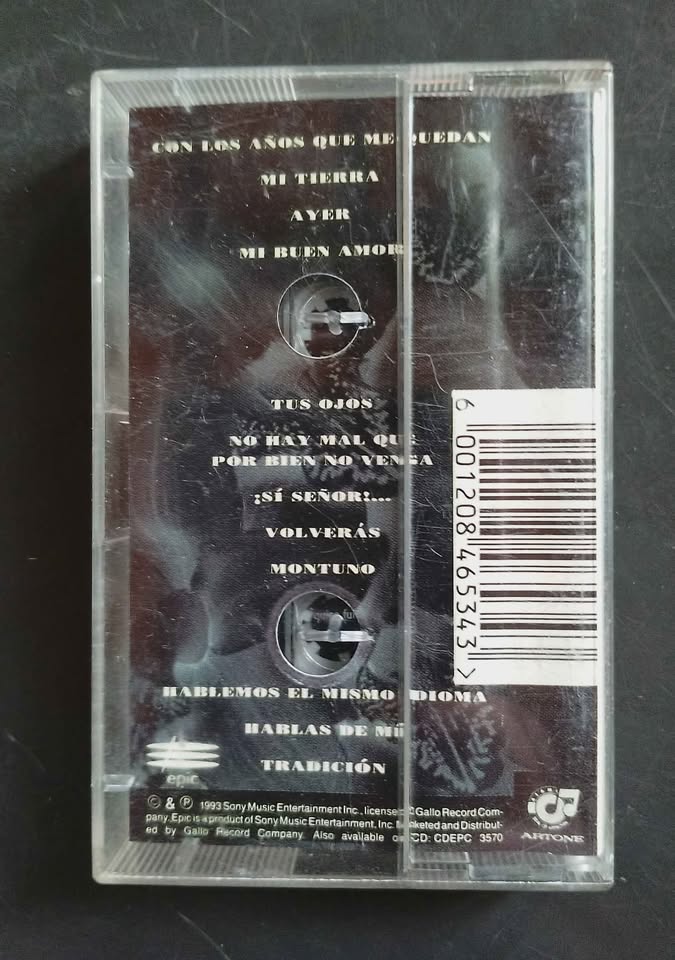 CON LOS AÑOS QUE ME QUEDAN
MI TIERRA
AYER
MI BUEN AMOR
TUS OJOS
NO HAY MAL QUE
POR BIEN NO VENGA
¡SÍ SEÑOR!...
VOLVERÁS
MONTUNO
HABLEMOS EL MISMO IDIOMA
HABLAS DE MÍ
TRADICIÓN
epic
© & ℗ 1993 Sony Music Entertainment Inc., licensed Gallo Record Com-
pany. Epic is a product of Sony Music Entertainment, Inc. Marketed and Distribut-
ed by Gallo Record Company. Also available on CD: CDEPC 3570
ARTONE
6 001208 465343 >